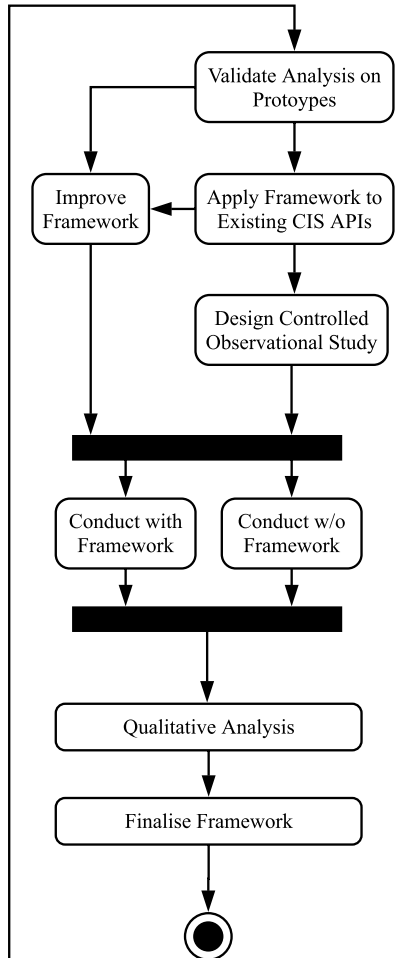 Validate Analysis on
Protoypes
Improve
Framework
Apply Framework to
Existing CIS APIs
Design Controlled
Observational Study
Conduct with
Framework
Conduct w/o
Framework
Qualitative Analysis
Finalise Framework